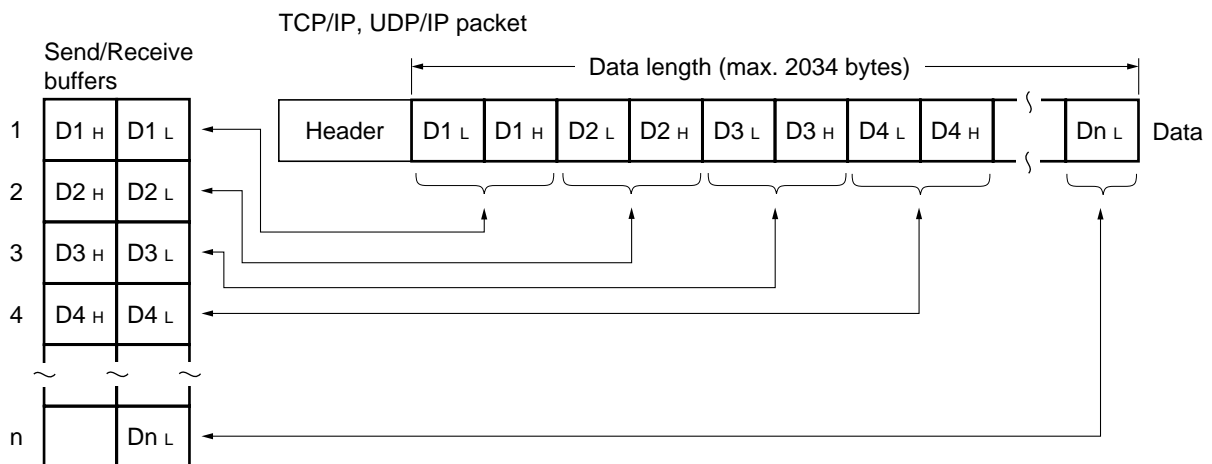 TCP/IP, UDP/IP packet
Send/Receive
buffers
Data length (max. 2034 bytes)
1 D1 H D1 L
Header D1 L D1 H D2 L D2 H D3 L D3 H D4 L D4 H Dn L Data
2 D2 H D2 L
3 D3 H D3 L
4 D4 H D4 L
n Dn L